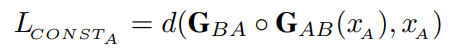 L_{CONST_A} = d(G_{BA} ∘ G_{AB}(x_A), x_A)